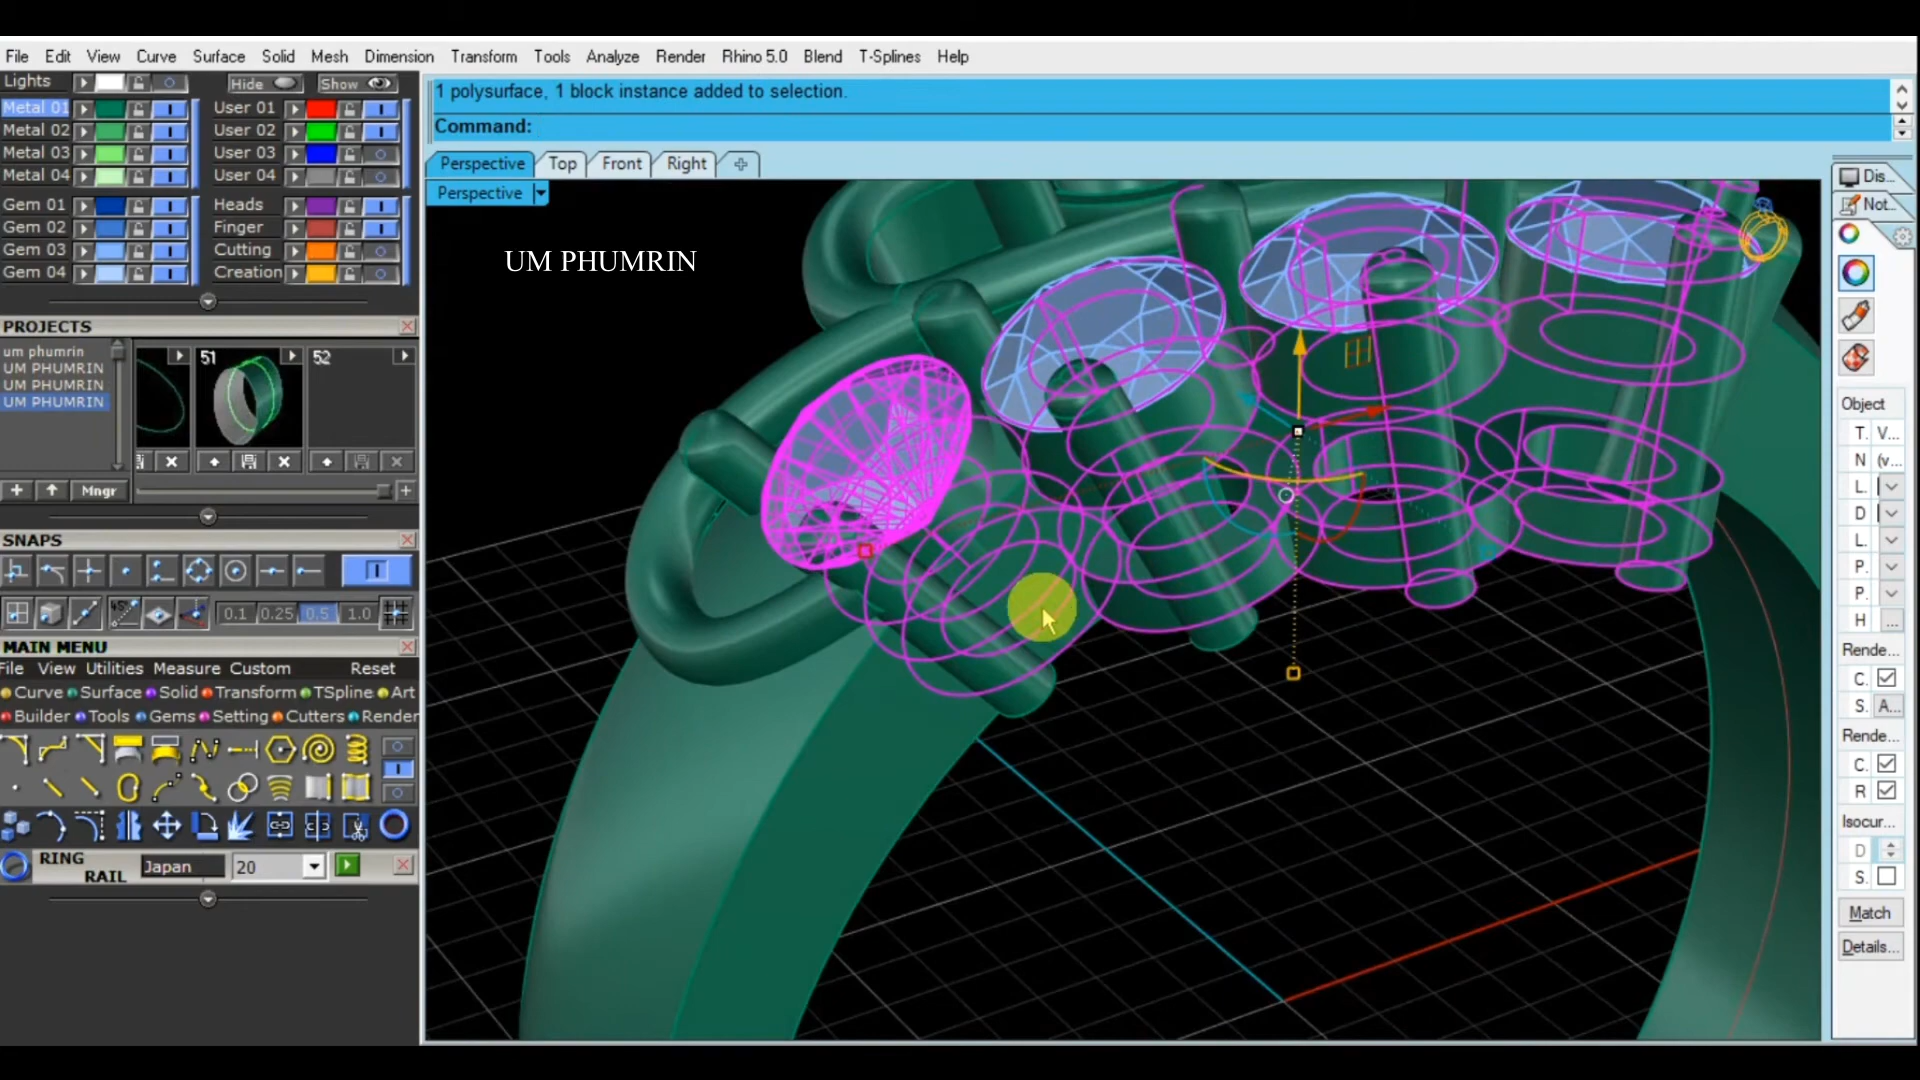 File Edit View Curve Surface Solid Mesh Dimension Transform Tools Analyze Render Rhino 5.0 Blend T-Splines Help
Lights Hide Show
Metal 01 User 01
Metal 02 User 02
Metal 03 User 03
Metal 04 User 04
Gem 01 Heads
Gem 02 Finger
Gem 03 Cutting
Gem 04 Creation
1 polysurface, 1 block instance added to selection.
Command:
Perspective Top Front Right
Perspective
UM PHUMRIN
PROJECTS
um phumrin
UM PHUMRIN
UM PHUMRIN
UM PHUMRIN
51 52
Mngr
SNAPS
45°
0.1 0.25 0.5 1.0
MAIN MENU
File View Utilities Measure Custom Reset
Curve Surface Solid Transform TSpline Art
Builder Tools Gems Setting Cutters Render
RING RAIL Japan 20
Dis...
Not...
Object
T. V...
N (v...
L.
D
L.
P.
P.
H ...
Rende...
C.
S. A...
Rende...
C.
R
Isocur...
D
S.
Match
Details...